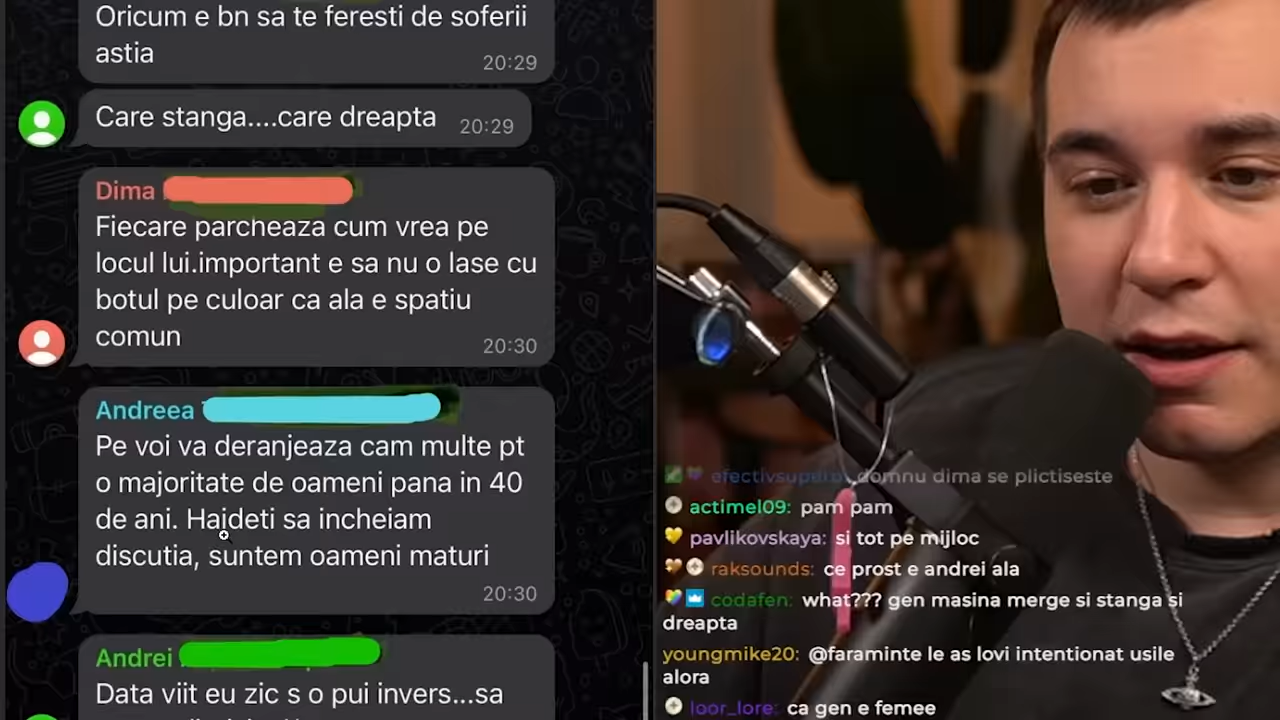 Oricum e bn sa te feresti de soferii
astia
20:29
Care stanga....care dreapta
20:29
Dima
Fiecare parcheaza cum vrea pe
locul lui.important e sa nu o lase cu
botul pe culoar ca ala e spatiu
comun
20:30
Andreea
Pe voi va deranjeaza cam multe pt
o majoritate de oameni pana in 40
de ani. Haideti sa incheiam
discutia, suntem oameni maturi
20:30
Andrei
Data viit eu zic s o pui invers...sa
domnu dima se plictiseste
actimel09: pam pam
pavlikovskaya: si tot pe mijloc
raksounds: ce prost e andrei ala
codafen: what??? gen masina merge si stanga si
dreapta
youngmike20: @faraminte le as lovi intentionat usile
alora
loor_lore: ca gen e femee